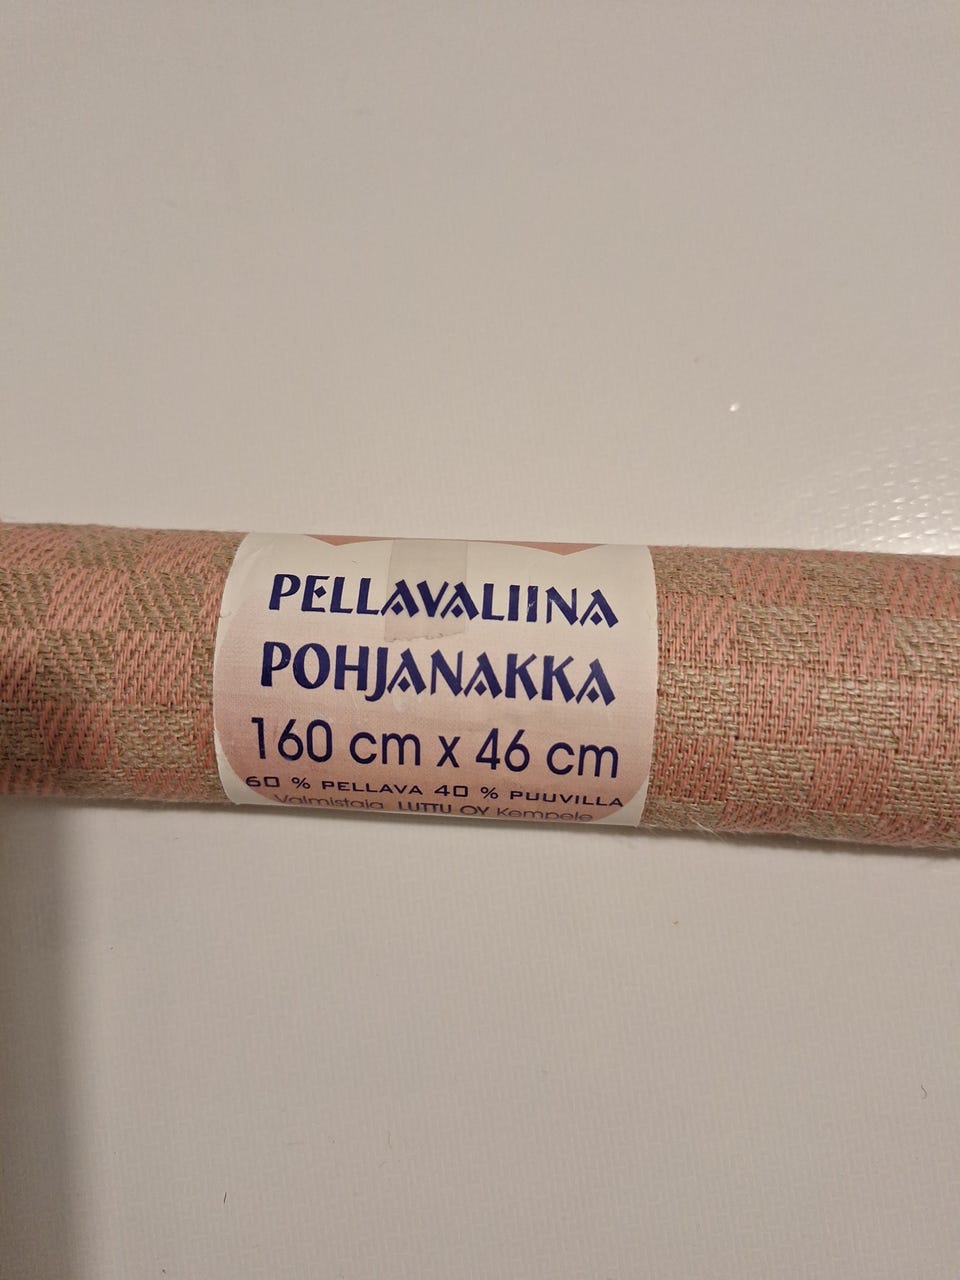 PELLAVALIINA
POHJANAKKA
160 cm x 46 cm
60 % PELLAVA 40 % PUUVILLA
Valmistaja LUTTU OY Kempele